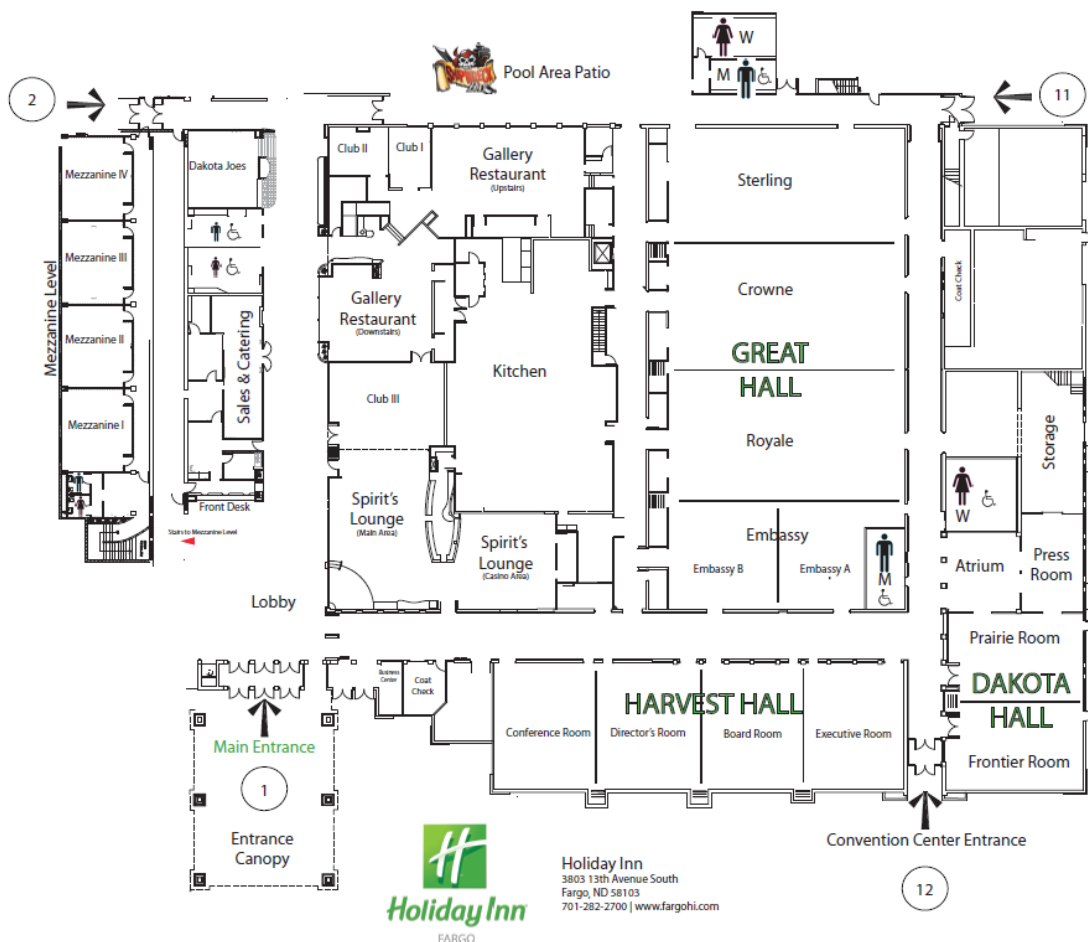 W
M
SHIPWRECK
Pool Area Patio
2
11
Club II
Club I
Gallery
Restaurant
(Upstairs)
Dakota Joes
Mezzanine IV
Sterling
Mezzanine III
Mezzanine Level
Gallery
Restaurant
(Downstairs)
Crowne
Coat Check
Mezzanine II
Sales & Catering
Kitchen
GREAT
HALL
Club III
Mezzanine I
Royale
Storage
Spirit's
Lounge
(Main Area)
Front Desk
W
Stairs to Mezzanine Level
Spirit's
Lounge
(Casino Area)
Embassy
Embassy B
Embassy A
M
Atrium
Press
Room
Lobby
Prairie Room
Business
Center
Coat
Check
HARVEST HALL
DAKOTA
HALL
Conference Room
Director's Room
Board Room
Executive Room
Frontier Room
Main Entrance
1
Entrance
Canopy
Convention Center Entrance
12
H
Holiday Inn
FARGO
Holiday Inn
3803 13th Avenue South
Fargo, ND 58103
701-282-2700 | www.fargohi.com